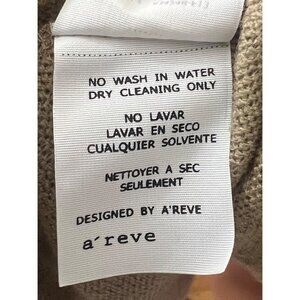 NO WASH IN WATER
DRY CLEANING ONLY
NO LAVAR
LAVAR EN SECO
CUALQUIER SOLVENTE
NETTOYER A SEC
SEULEMENT
DESIGNED BY A'REVE
a´reve